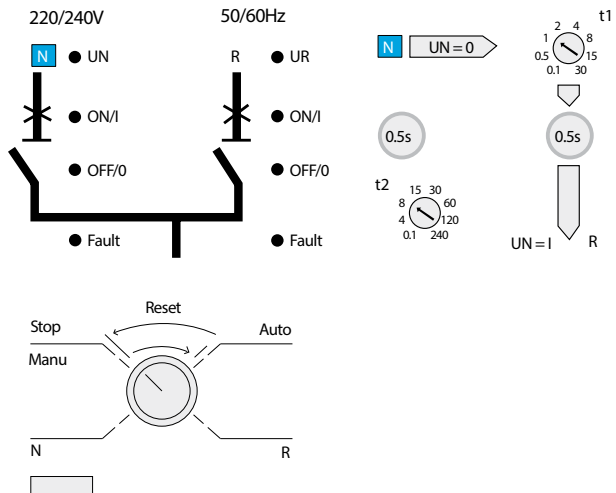 220/240V 50/60Hz
N UN R UR
ON/I ON/I
OFF/0 OFF/0
Fault Fault
N UN = 0
t1
0.1 0.5 1 2 4 8 15 30
0.5s 0.5s
t2
0.1 4 8 15 30 60 120 240
UN = I R
Reset
Stop Auto
Manu
N R